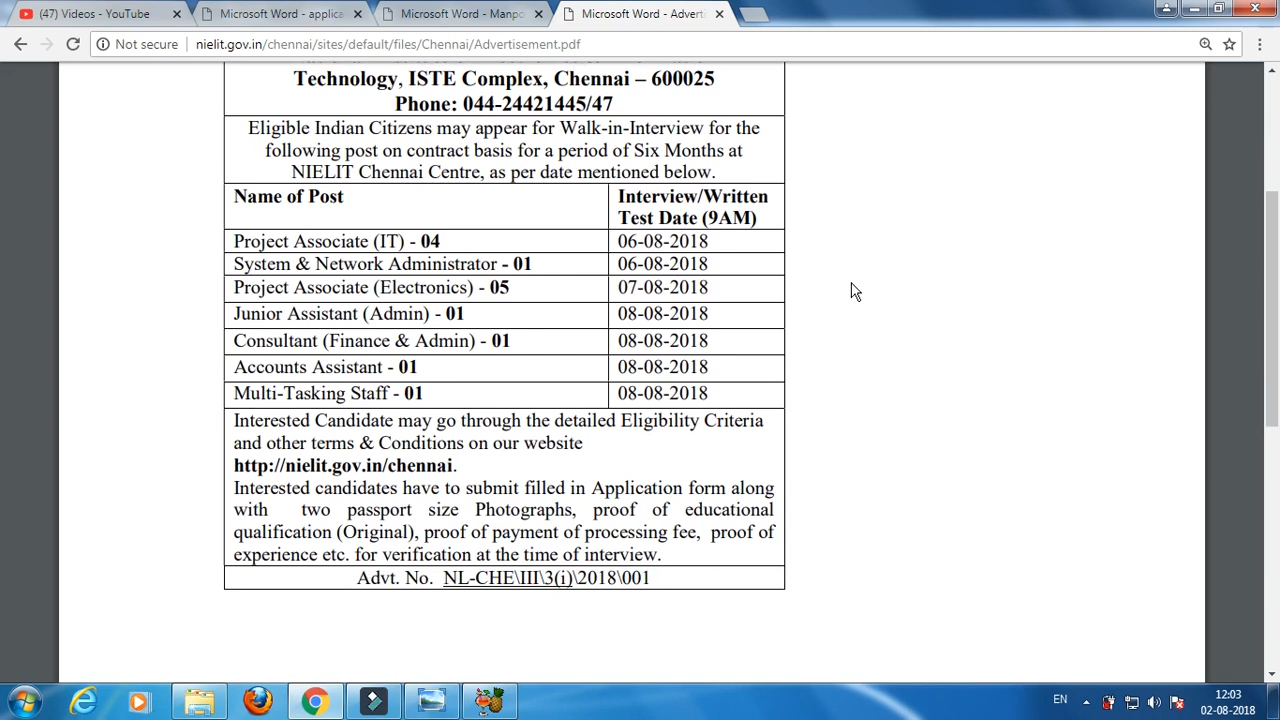 (47) Videos - YouTube
Microsoft Word - applica
Microsoft Word - Manpo
Microsoft Word - Adverti
Not secure
nielit.gov.in/chennai/sites/default/files/Chennai/Advertisement.pdf
Technology, ISTE Complex, Chennai – 600025
Phone: 044-24421445/47
Eligible Indian Citizens may appear for Walk-in-Interview for the
following post on contract basis for a period of Six Months at
NIELIT Chennai Centre, as per date mentioned below.
Name of Post
Interview/Written
Test Date (9AM)
Project Associate (IT) - 04
06-08-2018
System & Network Administrator - 01
06-08-2018
Project Associate (Electronics) - 05
07-08-2018
Junior Assistant (Admin) - 01
08-08-2018
Consultant (Finance & Admin) - 01
08-08-2018
Accounts Assistant - 01
08-08-2018
Multi-Tasking Staff - 01
08-08-2018
Interested Candidate may go through the detailed Eligibility Criteria
and other terms & Conditions on our website
http://nielit.gov.in/chennai.
Interested candidates have to submit filled in Application form along
with two passport size Photographs, proof of educational
qualification (Original), proof of payment of processing fee, proof of
experience etc. for verification at the time of interview.
Advt. No. NL-CHE\III\3(i)\2018\001
EN
12:03
02-08-2018